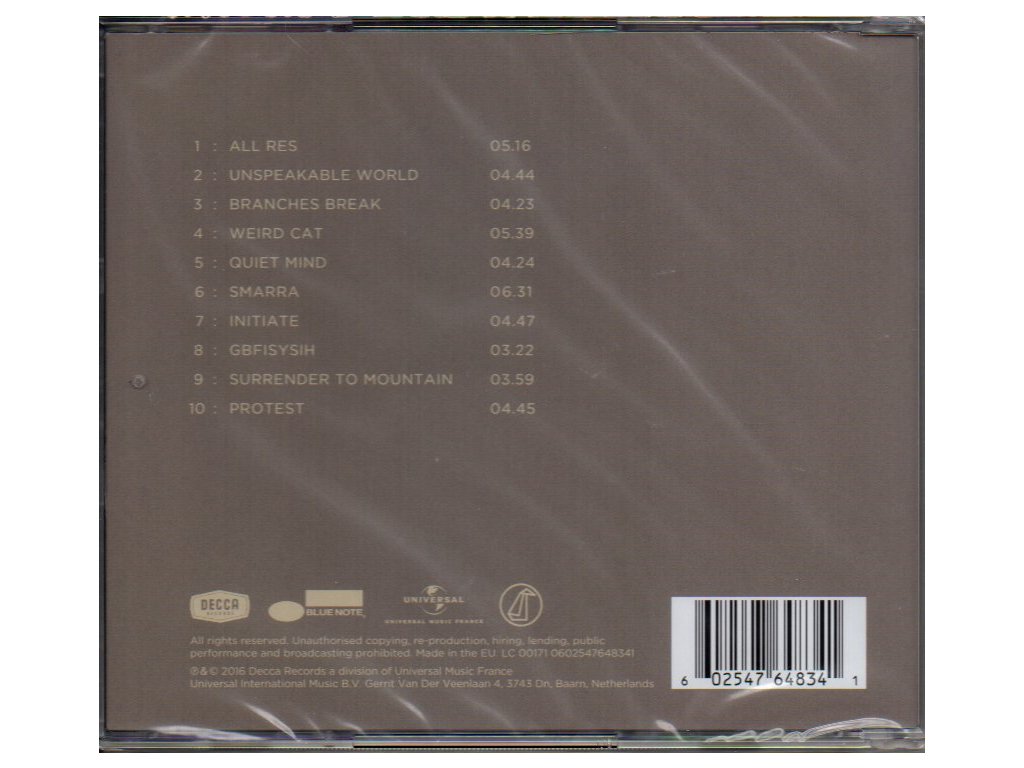 1 : ALL RES 05.16
2 : UNSPEAKABLE WORLD 04.44
3 : BRANCHES BREAK 04.23
4 : WEIRD CAT 05.39
5 : QUIET MIND 04.24
6 : SMARRA 06.31
7 : INITIATE 04.47
8 : GBFISYSIH 03.22
9 : SURRENDER TO MOUNTAIN 03.59
10 : PROTEST 04.45
DECCA
RECORDS
BLUE NOTE
UNIVERSAL
UNIVERSAL MUSIC FRANCE
All rights reserved. Unauthorised copying, re-production, hiring, lending, public
performance and broadcasting prohibited. Made in the EU. LC 00171 0602547648341
℗&© 2016 Decca Records a division of Universal Music France
Universal International Music B.V. Gerrit Van Der Veenlaan 4, 3743 Dn, Baarn, Netherlands
6 02547 64834 1